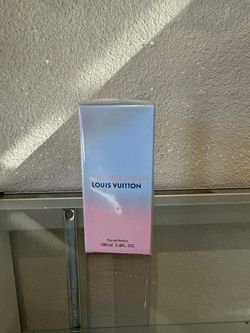 LOUIS VUITTON
Eau de Parfum
100 ml 3.4FL.OZ.